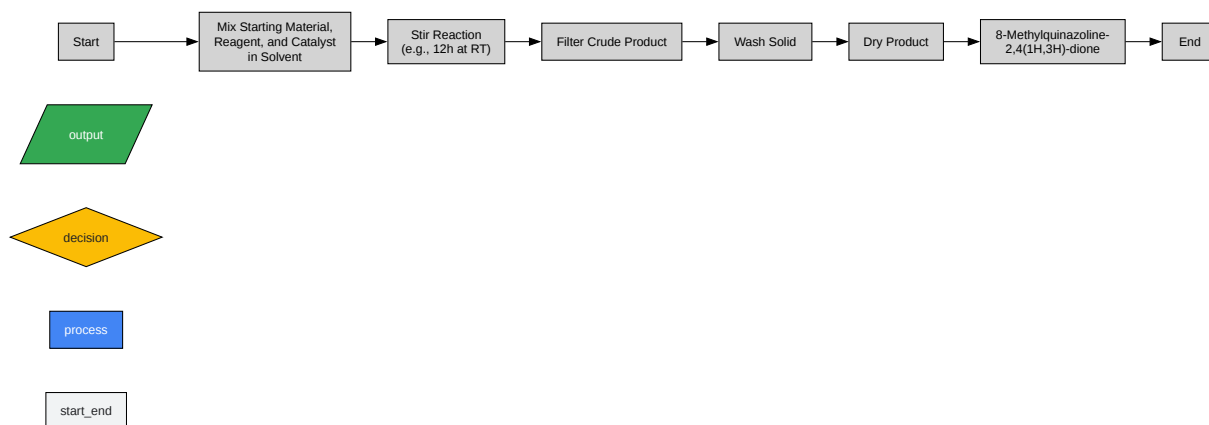 Start
Mix Starting Material,
Reagent, and Catalyst
in Solvent
Stir Reaction
(e.g., 12h at RT)
Filter Crude Product
Wash Solid
Dry Product
8-Methylquinazoline-
2,4(1H,3H)-dione
End
output
decision
process
start_end